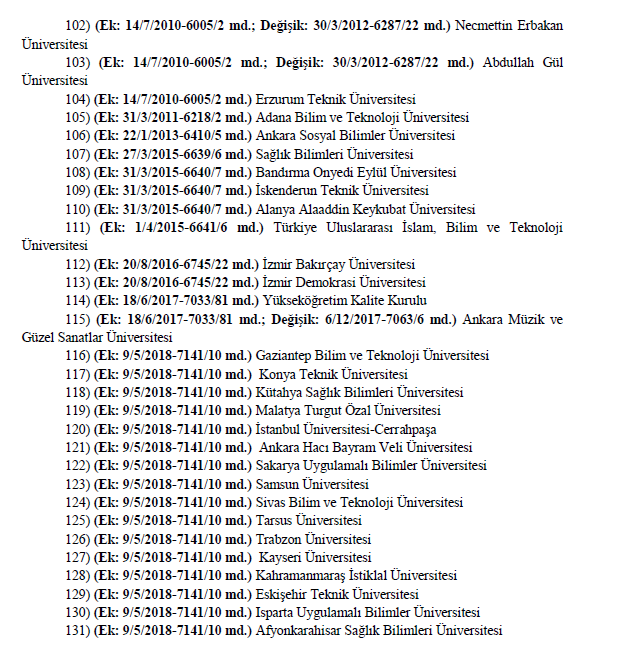 102) (Ek: 14/7/2010-6005/2 md.; Değişik: 30/3/2012-6287/22 md.) Necmettin Erbakan
Üniversitesi
103) (Ek: 14/7/2010-6005/2 md.; Değişik: 30/3/2012-6287/22 md.) Abdullah Gül
Üniversitesi
104) (Ek: 14/7/2010-6005/2 md.) Erzurum Teknik Üniversitesi
105) (Ek: 31/3/2011-6218/2 md.) Adana Bilim ve Teknoloji Üniversitesi
106) (Ek: 22/1/2013-6410/5 md.) Ankara Sosyal Bilimler Üniversitesi
107) (Ek: 27/3/2015-6639/6 md.) Sağlık Bilimleri Üniversitesi
108) (Ek: 31/3/2015-6640/7 md.) Bandırma Onyedi Eylül Üniversitesi
109) (Ek: 31/3/2015-6640/7 md.) İskenderun Teknik Üniversitesi
110) (Ek: 31/3/2015-6640/7 md.) Alanya Alaaddin Keykubat Üniversitesi
111) (Ek: 1/4/2015-6641/6 md.) Türkiye Uluslararası İslam, Bilim ve Teknoloji
Üniversitesi
112) (Ek: 20/8/2016-6745/22 md.) İzmir Bakırçay Üniversitesi
113) (Ek: 20/8/2016-6745/22 md.) İzmir Demokrasi Üniversitesi
114) (Ek: 18/6/2017-7033/81 md.) Yükseköğretim Kalite Kurulu
115) (Ek: 18/6/2017-7033/81 md.; Değişik: 6/12/2017-7063/6 md.) Ankara Müzik ve
Güzel Sanatlar Üniversitesi
116) (Ek: 9/5/2018-7141/10 md.) Gaziantep Bilim ve Teknoloji Üniversitesi
117) (Ek: 9/5/2018-7141/10 md.) Konya Teknik Üniversitesi
118) (Ek: 9/5/2018-7141/10 md.) Kütahya Sağlık Bilimleri Üniversitesi
119) (Ek: 9/5/2018-7141/10 md.) Malatya Turgut Özal Üniversitesi
120) (Ek: 9/5/2018-7141/10 md.) İstanbul Üniversitesi-Cerrahpaşa
121) (Ek: 9/5/2018-7141/10 md.) Ankara Hacı Bayram Veli Üniversitesi
122) (Ek: 9/5/2018-7141/10 md.) Sakarya Uygulamalı Bilimler Üniversitesi
123) (Ek: 9/5/2018-7141/10 md.) Samsun Üniversitesi
124) (Ek: 9/5/2018-7141/10 md.) Sivas Bilim ve Teknoloji Üniversitesi
125) (Ek: 9/5/2018-7141/10 md.) Tarsus Üniversitesi
126) (Ek: 9/5/2018-7141/10 md.) Trabzon Üniversitesi
127) (Ek: 9/5/2018-7141/10 md.) Kayseri Üniversitesi
128) (Ek: 9/5/2018-7141/10 md.) Kahramanmaraş İstiklal Üniversitesi
129) (Ek: 9/5/2018-7141/10 md.) Eskişehir Teknik Üniversitesi
130) (Ek: 9/5/2018-7141/10 md.) Isparta Uygulamalı Bilimler Üniversitesi
131) (Ek: 9/5/2018-7141/10 md.) Afyonkarahisar Sağlık Bilimleri Üniversitesi